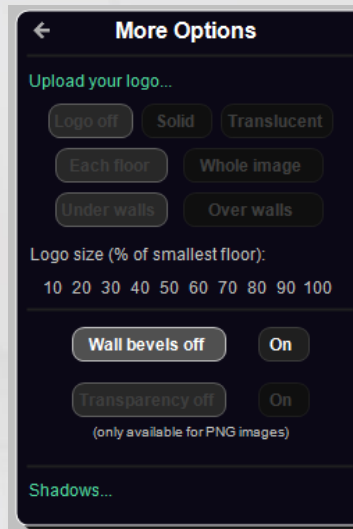 More Options
Upload your logo...
Logo off Solid Translucent
Each floor Whole image
Under walls Over walls
Logo size (% of smallest floor):
10 20 30 40 50 60 70 80 90 100
Wall bevels off On
Transparency off On
(only available for PNG images)
Shadows...